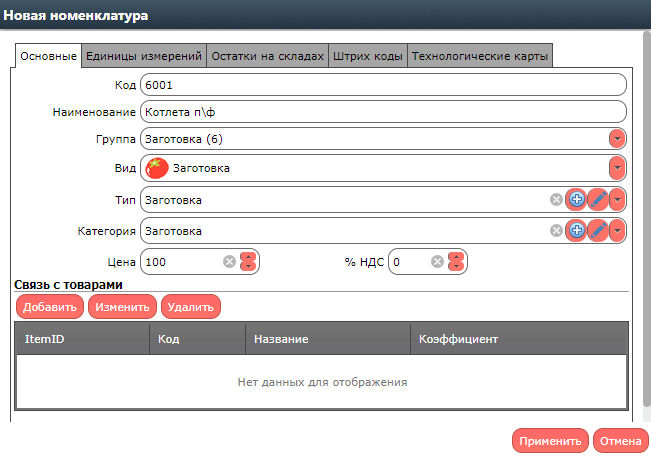 Новая номенклатура
Основные Единицы измерений Остатки на складах Штрих коды Технологические карты
Код 6001
Наименование Котлета п\ф
Группа Заготовка (6)
Вид Заготовка
Тип Заготовка
Категория Заготовка
Цена 100 % НДС 0
Связь с товарами
Добавить Изменить Удалить
ItemID Код Название Коэффициент
Нет данных для отображения
Применить Отмена